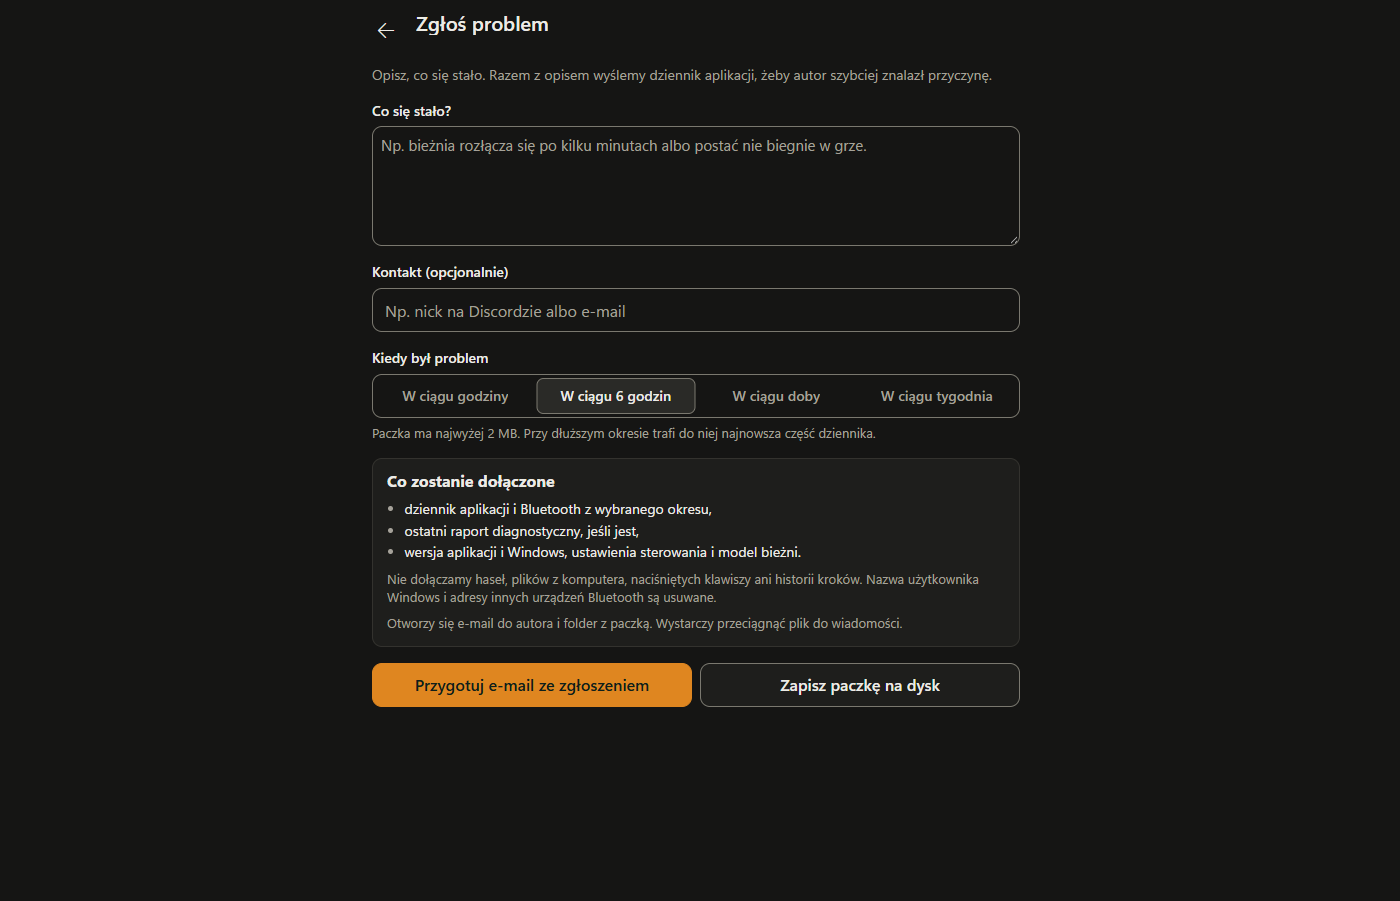 Zgłoś problem
Opisz, co się stało. Razem z opisem wyślemy dziennik aplikacji, żeby autor szybciej znalazł przyczynę.
Co się stało?
Np. bieżnia rozłącza się po kilku minutach albo postać nie biegnie w grze.
Kontakt (opcjonalnie)
Np. nick na Discordzie albo e-mail
Kiedy był problem
W ciągu godziny W ciągu 6 godzin W ciągu doby W ciągu tygodnia
Paczka ma najwyżej 2 MB. Przy dłuższym okresie trafi do niej najnowsza część dziennika.
Co zostanie dołączone
• dziennik aplikacji i Bluetooth z wybranego okresu,
• ostatni raport diagnostyczny, jeśli jest,
• wersja aplikacji i Windows, ustawienia sterowania i model bieżni.
Nie dołączamy haseł, plików z komputera, naciśniętych klawiszy ani historii kroków. Nazwa użytkownika
Windows i adresy innych urządzeń Bluetooth są usuwane.
Otworzy się e-mail do autora i folder z paczką. Wystarczy przeciągnąć plik do wiadomości.
Przygotuj e-mail ze zgłoszeniem Zapisz paczkę na dysk